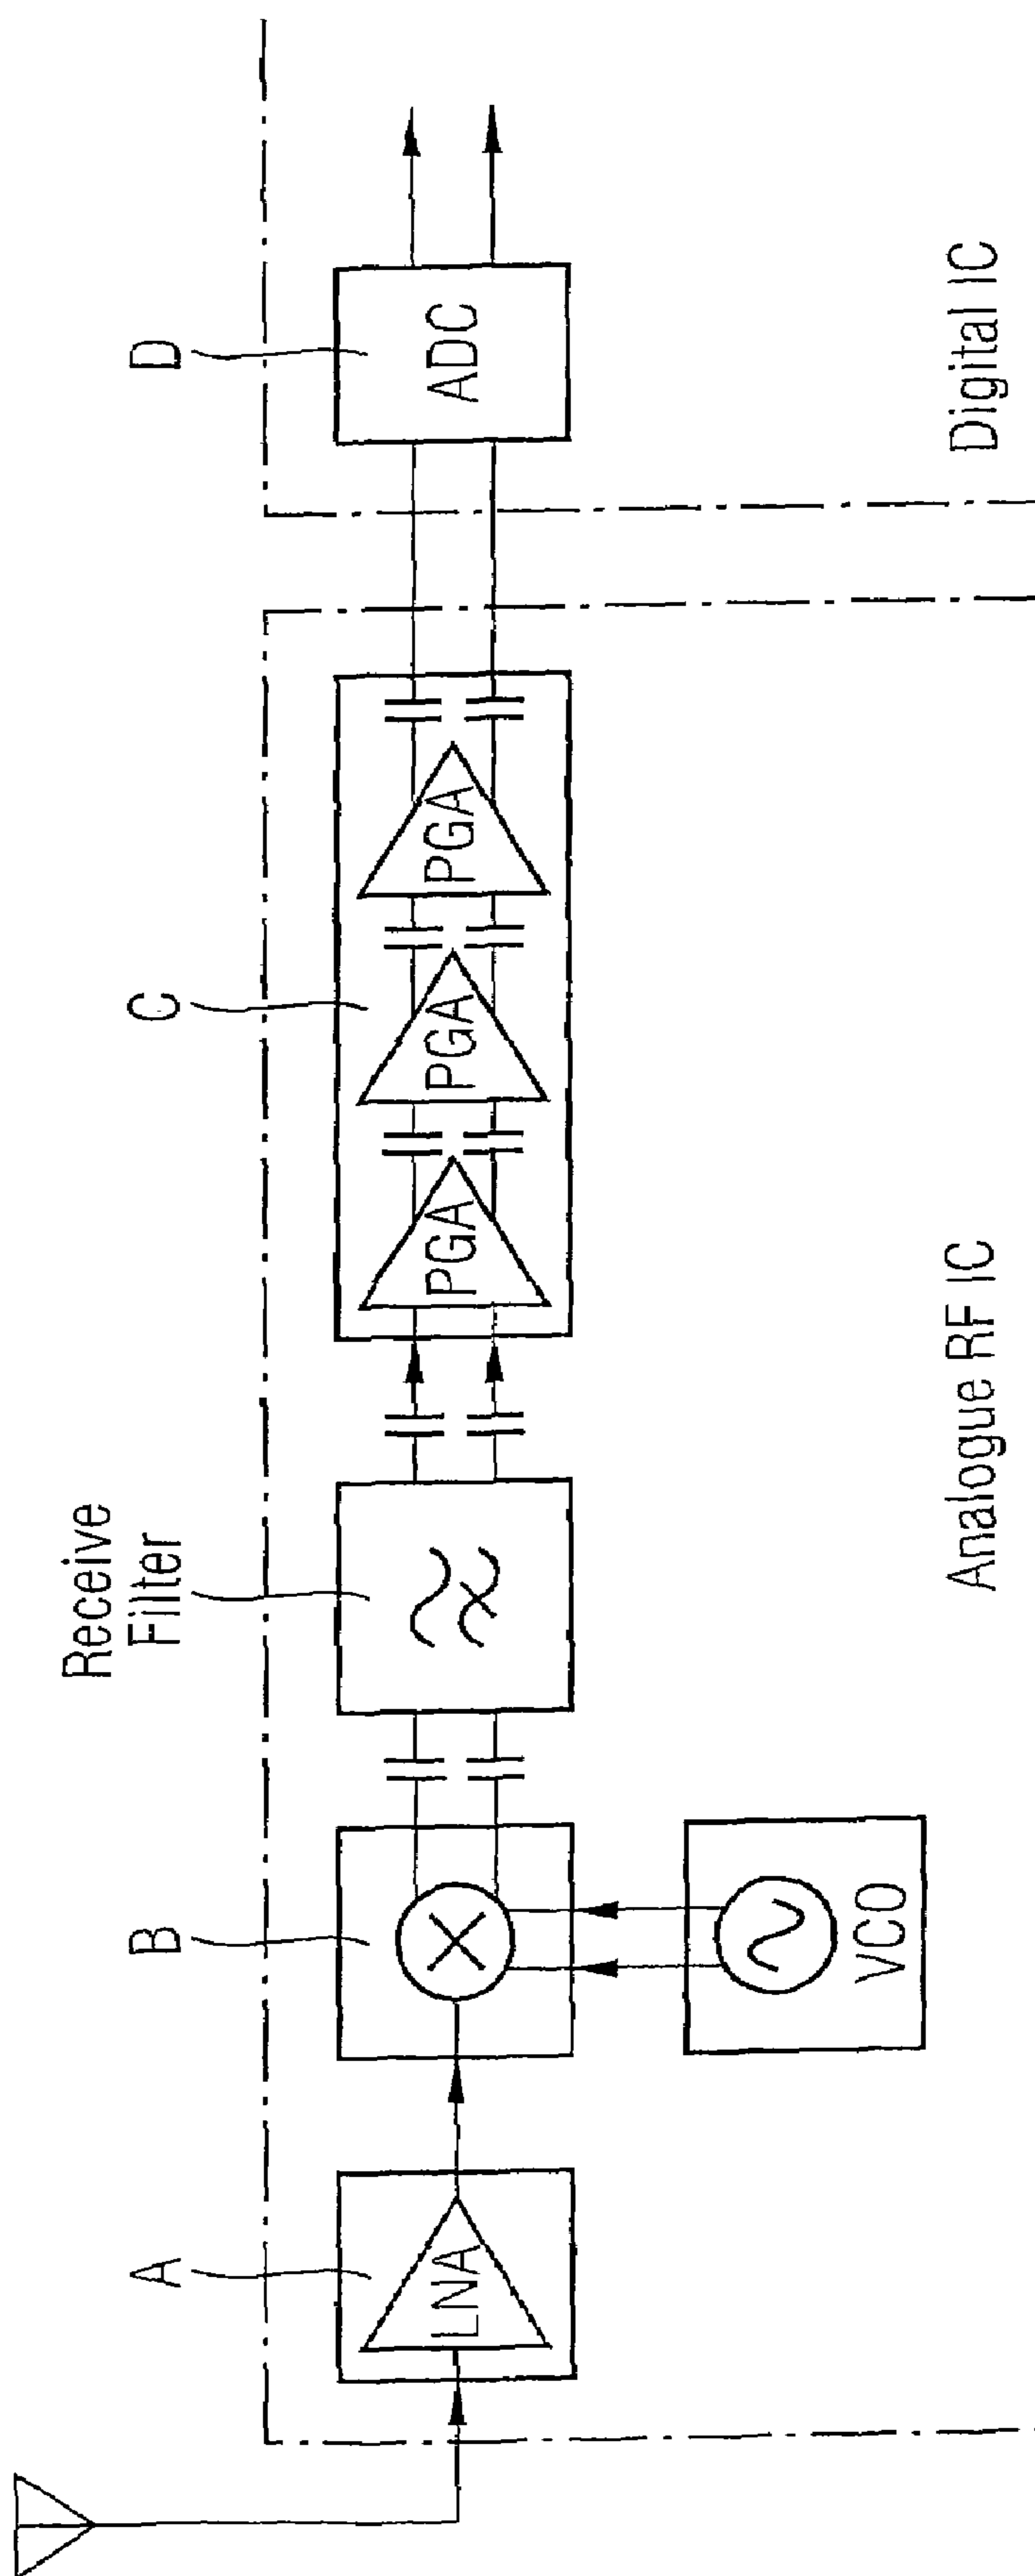 A
B
Receive
Filter
C
D
LNA
PGA
PGA
PGA
ADC
VCO
Analogue RF IC
Digital IC